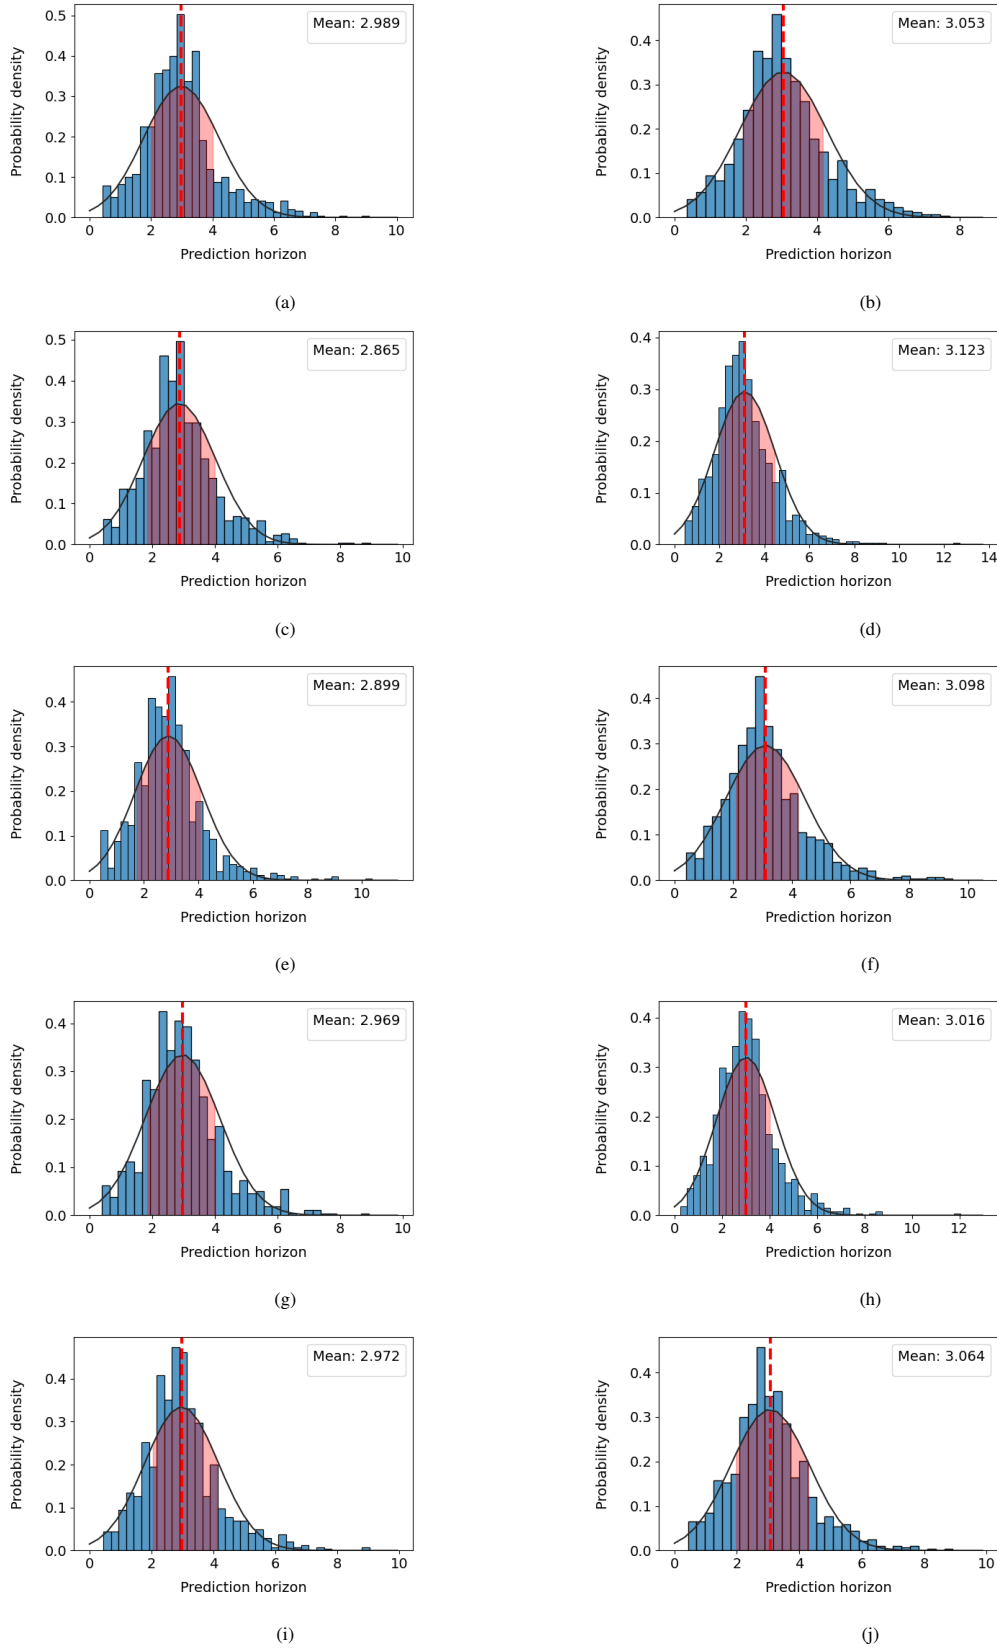 Mean: 2.989
Probability density
0.5
0.4
0.3
0.2
0.1
0.0
0 2 4 6 8 10
Prediction horizon
(a)
Mean: 3.053
Probability density
0.4
0.3
0.2
0.1
0.0
0 2 4 6 8
Prediction horizon
(b)
Mean: 2.865
Probability density
0.5
0.4
0.3
0.2
0.1
0.0
0 2 4 6 8 10
Prediction horizon
(c)
Mean: 3.123
Probability density
0.4
0.3
0.2
0.1
0.0
0 2 4 6 8 10 12 14
Prediction horizon
(d)
Mean: 2.899
Probability density
0.4
0.3
0.2
0.1
0.0
0 2 4 6 8 10
Prediction horizon
(e)
Mean: 3.098
Probability density
0.4
0.3
0.2
0.1
0.0
0 2 4 6 8 10
Prediction horizon
(f)
Mean: 2.969
Probability density
0.4
0.3
0.2
0.1
0.0
0 2 4 6 8 10
Prediction horizon
(g)
Mean: 3.016
Probability density
0.4
0.3
0.2
0.1
0.0
0 2 4 6 8 10 12
Prediction horizon
(h)
Mean: 2.972
Probability density
0.4
0.3
0.2
0.1
0.0
0 2 4 6 8 10
Prediction horizon
(i)
Mean: 3.064
Probability density
0.4
0.3
0.2
0.1
0.0
0 2 4 6 8 10
Prediction horizon
(j)